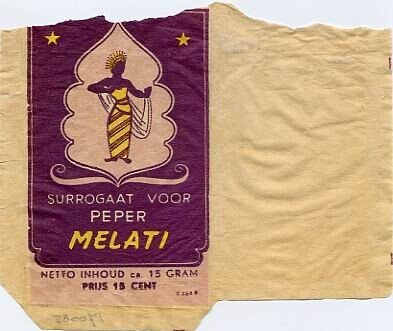 SURROGAAT VOOR
PEPER
MELATI
NETTO INHOUD ca. 15 GRAM
PRIJS 15 CENT